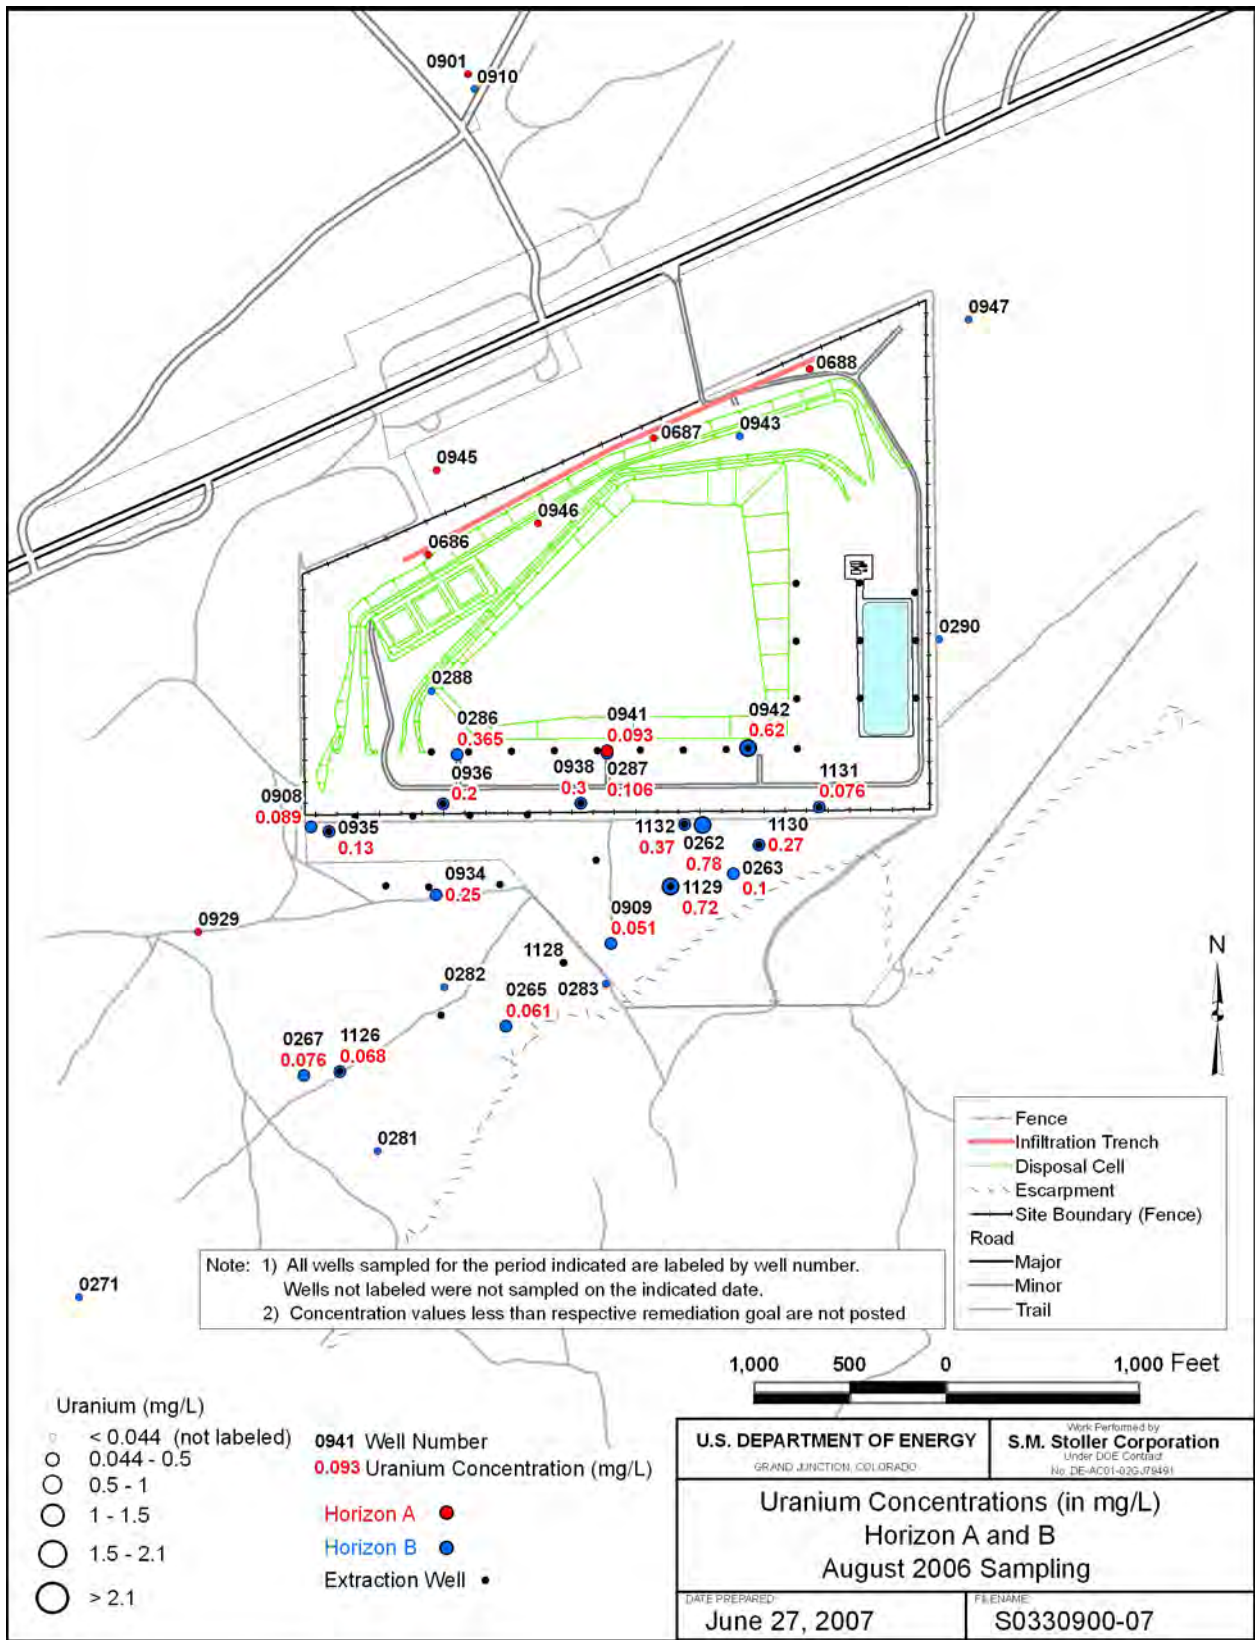 0901
0910
0947
0688
0943
0687
0945
0946
0686
0290
0288
0286
0.365
0941
0.093
0942
0.62
0936
0.2
0938
0.3
0287
0.106
1131
0.076
0908
0.089
0935
0.13
1132
0.37
0262
0.78
1130
0.27
0263
0.1
0934
0.25
1129
0.72
0909
0.051
0929
1128
0282
0283
0265
0.061
0267
0.076
1126
0.068
0281
0271
N
Fence
Infiltration Trench
Disposal Cell
Escarpment
Site Boundary (Fence)
Road
Major
Minor
Trail
Note: 1) All wells sampled for the period indicated are labeled by well number.
Wells not labeled were not sampled on the indicated date.
2) Concentration values less than respective remediation goal are not posted
1,000 500 0 1,000 Feet
Uranium (mg/L)
< 0.044 (not labeled)
0.044 - 0.5
0.5 - 1
1 - 1.5
1.5 - 2.1
> 2.1
0941 Well Number
0.093 Uranium Concentration (mg/L)
Horizon A
Horizon B
Extraction Well
U.S. DEPARTMENT OF ENERGY
GRAND JUNCTION, COLORADO
Work Performed by
S.M. Stoller Corporation
Under DOE Contract
No. DE-AC01-02GJ79491
Uranium Concentrations (in mg/L)
Horizon A and B
August 2006 Sampling
DATE PREPARED:
June 27, 2007
FILENAME:
S0330900-07